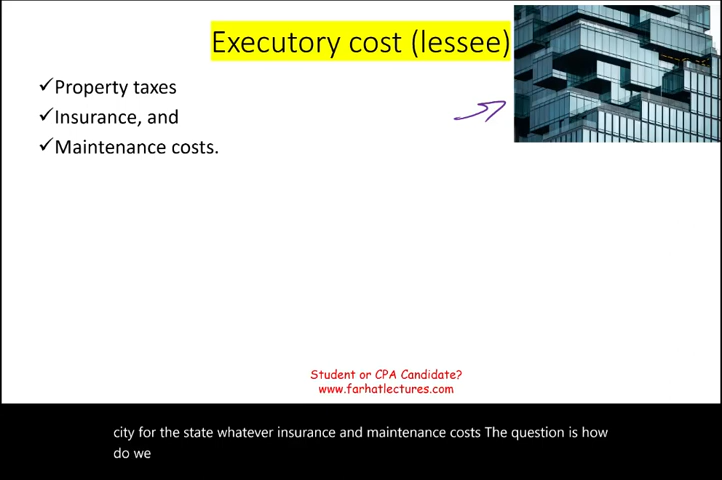 Executory cost (lessee)
✓Property taxes
✓Insurance, and
✓Maintenance costs.
Student or CPA Candidate?
www.farhatlectures.com
city for the state whatever insurance and maintenance costs The question is how
do we